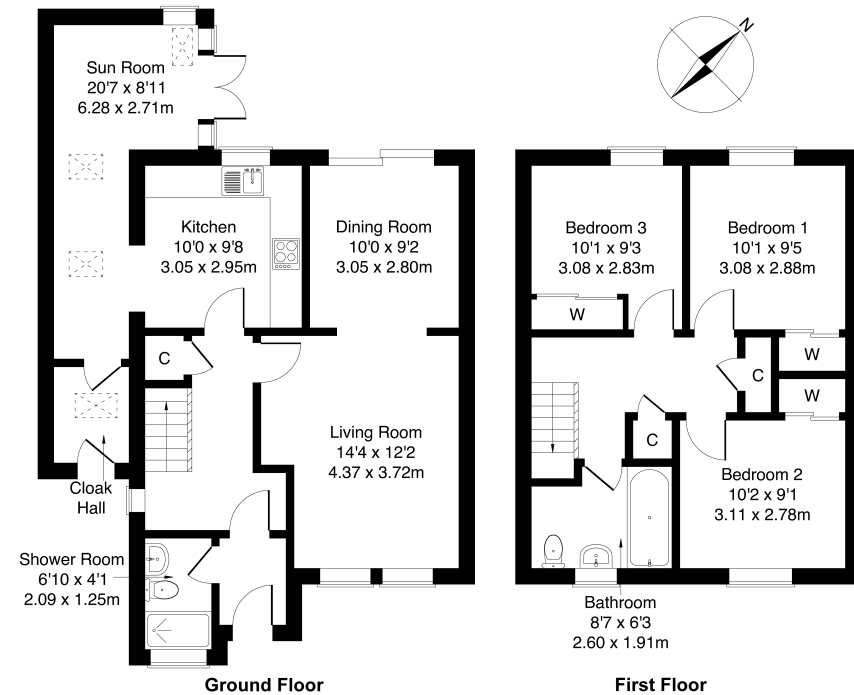 N
Sun Room
20'7 x 8'11
6.28 x 2.71m
Kitchen
10'0 x 9'8
3.05 x 2.95m
Dining Room
10'0 x 9'2
3.05 x 2.80m
C
Living Room
14'4 x 12'2
4.37 x 3.72m
Cloak
Hall
Shower Room
6'10 x 4'1
2.09 x 1.25m
Ground Floor
Bedroom 3
10'1 x 9'3
3.08 x 2.83m
W
Bedroom 1
10'1 x 9'5
3.08 x 2.88m
W
C
W
C
Bedroom 2
10'2 x 9'1
3.11 x 2.78m
Bathroom
8'7 x 6'3
2.60 x 1.91m
First Floor